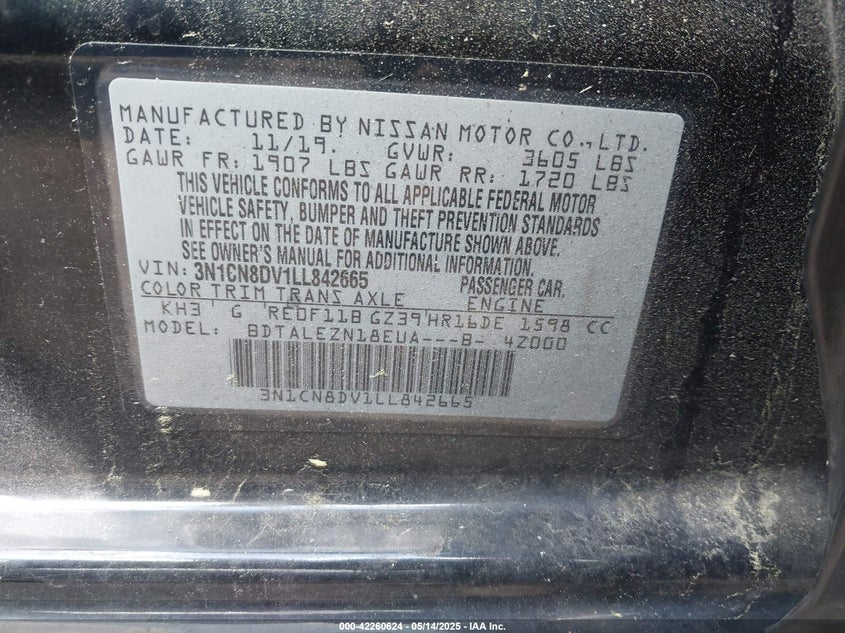 MANUFACTURED BY NISSAN MOTOR CO.,LTD.
DATE: 11/19. GVWR: 3605 LBS
GAWR FR: 1907 LBS GAWR RR: 1720 LBS
THIS VEHICLE CONFORMS TO ALL APPLICABLE FEDERAL MOTOR
VEHICLE SAFETY, BUMPER AND THEFT PREVENTION STANDARDS
IN EFFECT ON THE DATE OF MANUFACTURE SHOWN ABOVE.
SEE OWNER'S MANUAL FOR ADDITIONAL INFORMATION
VIN: 3N1CN8DV1LL842665 PASSENGER CAR.
COLOR TRIM TRANS AXLE ENGINE
KH3 G RE0F11B GZ39 HR16DE 1598 CC
MODEL: BDTALEZN18EUA---B- 4Z000
3N1CN8DV1LL842665
000-42260624 - 05/14/2025 - IAA Inc.